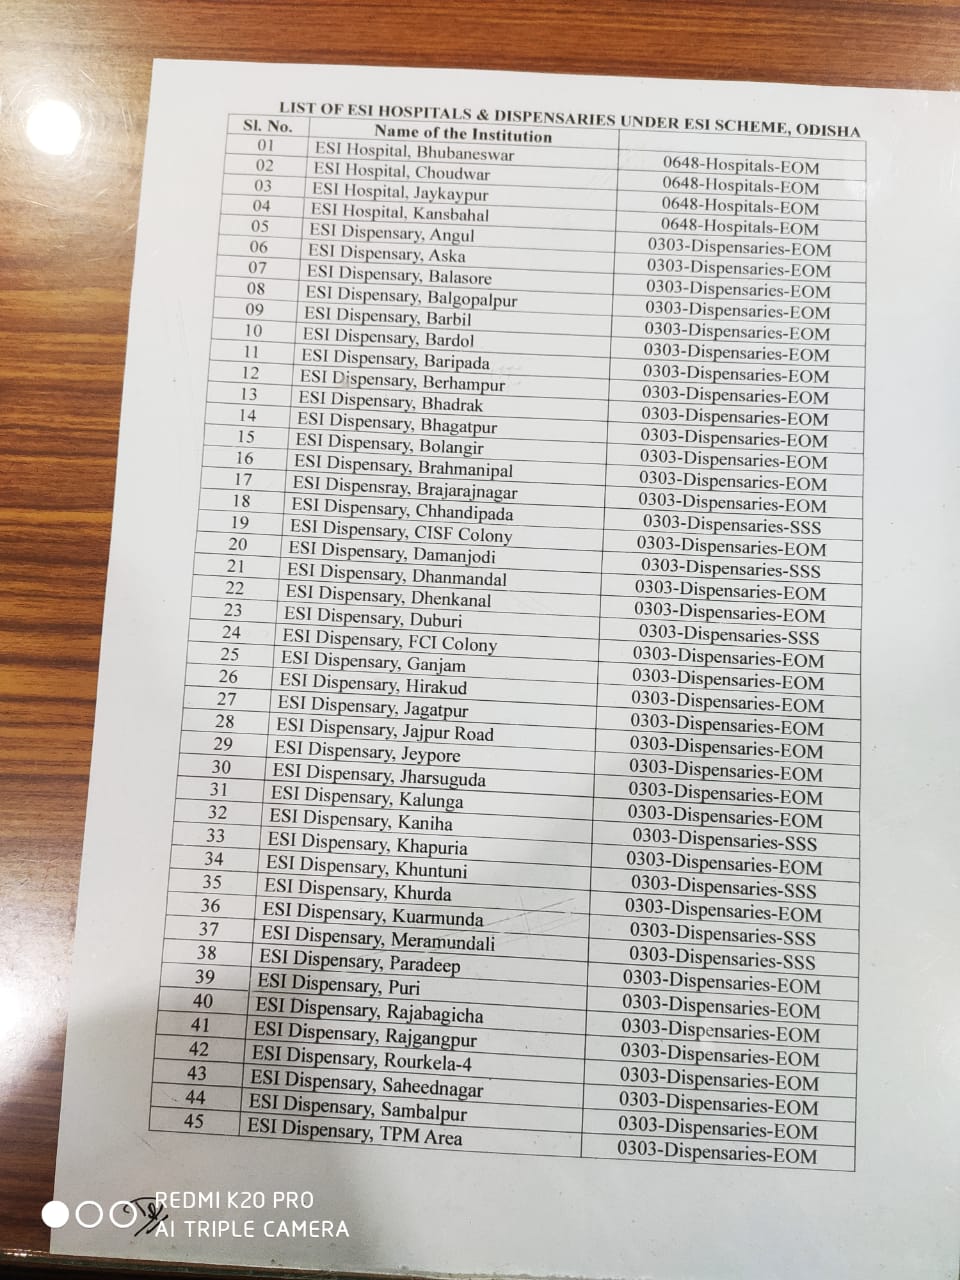 LIST OF ESI HOSPITALS & DISPENSARIES UNDER ESI SCHEME, ODISHA
Sl. No. Name of the Institution
01 ESI Hospital, Bhubaneswar 0648-Hospitals-EOM
02 ESI Hospital, Choudwar 0648-Hospitals-EOM
03 ESI Hospital, Jaykaypur 0648-Hospitals-EOM
04 ESI Hospital, Kansbahal 0648-Hospitals-EOM
05 ESI Dispensary, Angul 0303-Dispensaries-EOM
06 ESI Dispensary, Aska 0303-Dispensaries-EOM
07 ESI Dispensary, Balasore 0303-Dispensaries-EOM
08 ESI Dispensary, Balgopalpur 0303-Dispensaries-EOM
09 ESI Dispensary, Barbil 0303-Dispensaries-EOM
10 ESI Dispensary, Bardol 0303-Dispensaries-EOM
11 ESI Dispensary, Baripada 0303-Dispensaries-EOM
12 ESI Dispensary, Berhampur 0303-Dispensaries-EOM
13 ESI Dispensary, Bhadrak 0303-Dispensaries-EOM
14 ESI Dispensary, Bhagatpur 0303-Dispensaries-EOM
15 ESI Dispensary, Bolangir 0303-Dispensaries-EOM
16 ESI Dispensary, Brahmanipal 0303-Dispensaries-EOM
17 ESI Dispensray, Brajarajnagar 0303-Dispensaries-EOM
18 ESI Dispensary, Chhandipada 0303-Dispensaries-SSS
19 ESI Dispensary, CISF Colony 0303-Dispensaries-EOM
20 ESI Dispensary, Damanjodi 0303-Dispensaries-SSS
21 ESI Dispensary, Dhanmandal 0303-Dispensaries-EOM
22 ESI Dispensary, Dhenkanal 0303-Dispensaries-EOM
23 ESI Dispensary, Duburi 0303-Dispensaries-SSS
24 ESI Dispensary, FCI Colony 0303-Dispensaries-EOM
25 ESI Dispensary, Ganjam 0303-Dispensaries-EOM
26 ESI Dispensary, Hirakud 0303-Dispensaries-EOM
27 ESI Dispensary, Jagatpur 0303-Dispensaries-EOM
28 ESI Dispensary, Jajpur Road 0303-Dispensaries-EOM
29 ESI Dispensary, Jeypore 0303-Dispensaries-EOM
30 ESI Dispensary, Jharsuguda 0303-Dispensaries-EOM
31 ESI Dispensary, Kalunga 0303-Dispensaries-EOM
32 ESI Dispensary, Kaniha 0303-Dispensaries-SSS
33 ESI Dispensary, Khapuria 0303-Dispensaries-EOM
34 ESI Dispensary, Khuntuni 0303-Dispensaries-SSS
35 ESI Dispensary, Khurda 0303-Dispensaries-EOM
36 ESI Dispensary, Kuarmunda 0303-Dispensaries-SSS
37 ESI Dispensary, Meramundali 0303-Dispensaries-SSS
38 ESI Dispensary, Paradeep 0303-Dispensaries-EOM
39 ESI Dispensary, Puri 0303-Dispensaries-EOM
40 ESI Dispensary, Rajabagicha 0303-Dispensaries-EOM
41 ESI Dispensary, Rajgangpur 0303-Dispensaries-EOM
42 ESI Dispensary, Rourkela-4 0303-Dispensaries-EOM
43 ESI Dispensary, Saheednagar 0303-Dispensaries-EOM
44 ESI Dispensary, Sambalpur 0303-Dispensaries-EOM
45 ESI Dispensary, TPM Area 0303-Dispensaries-EOM
REDMI K20 PRO
AI TRIPLE CAMERA